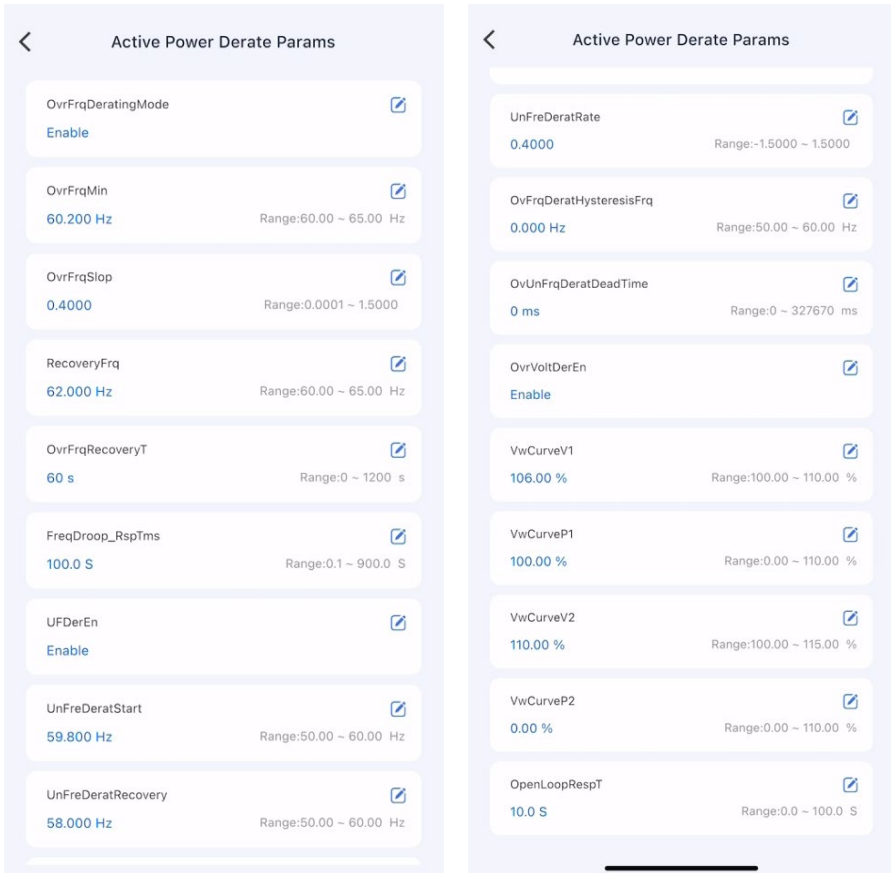 Active Power Derate Params
OvrFrqDeratingMode
Enable
OvrFrqMin
60.200 Hz Range:60.00 ~ 65.00 Hz
OvrFrqSlop
0.4000 Range:0.0001 ~ 1.5000
RecoveryFrq
62.000 Hz Range:60.00 ~ 65.00 Hz
OvrFrqRecoveryT
60 s Range:0 ~ 1200 s
FreqDroop_RspTms
100.0 S Range:0.1 ~ 900.0 S
UFDerEn
Enable
UnFreDeratStart
59.800 Hz Range:50.00 ~ 60.00 Hz
UnFreDeratRecovery
58.000 Hz Range:50.00 ~ 60.00 Hz
Active Power Derate Params
UnFreDeratRate
0.4000 Range:-1.5000 ~ 1.5000
OvFrqDeratHysteresisFrq
0.000 Hz Range:50.00 ~ 60.00 Hz
OvUnFrqDeratDeadTime
0 ms Range:0 ~ 327670 ms
OvrVoltDerEn
Enable
VwCurveV1
106.00 % Range:100.00 ~ 110.00 %
VwCurveP1
100.00 % Range:0.00 ~ 110.00 %
VwCurveV2
110.00 % Range:100.00 ~ 115.00 %
VwCurveP2
0.00 % Range:0.00 ~ 110.00 %
OpenLoopRespT
10.0 S Range:0.0 ~ 100.0 S